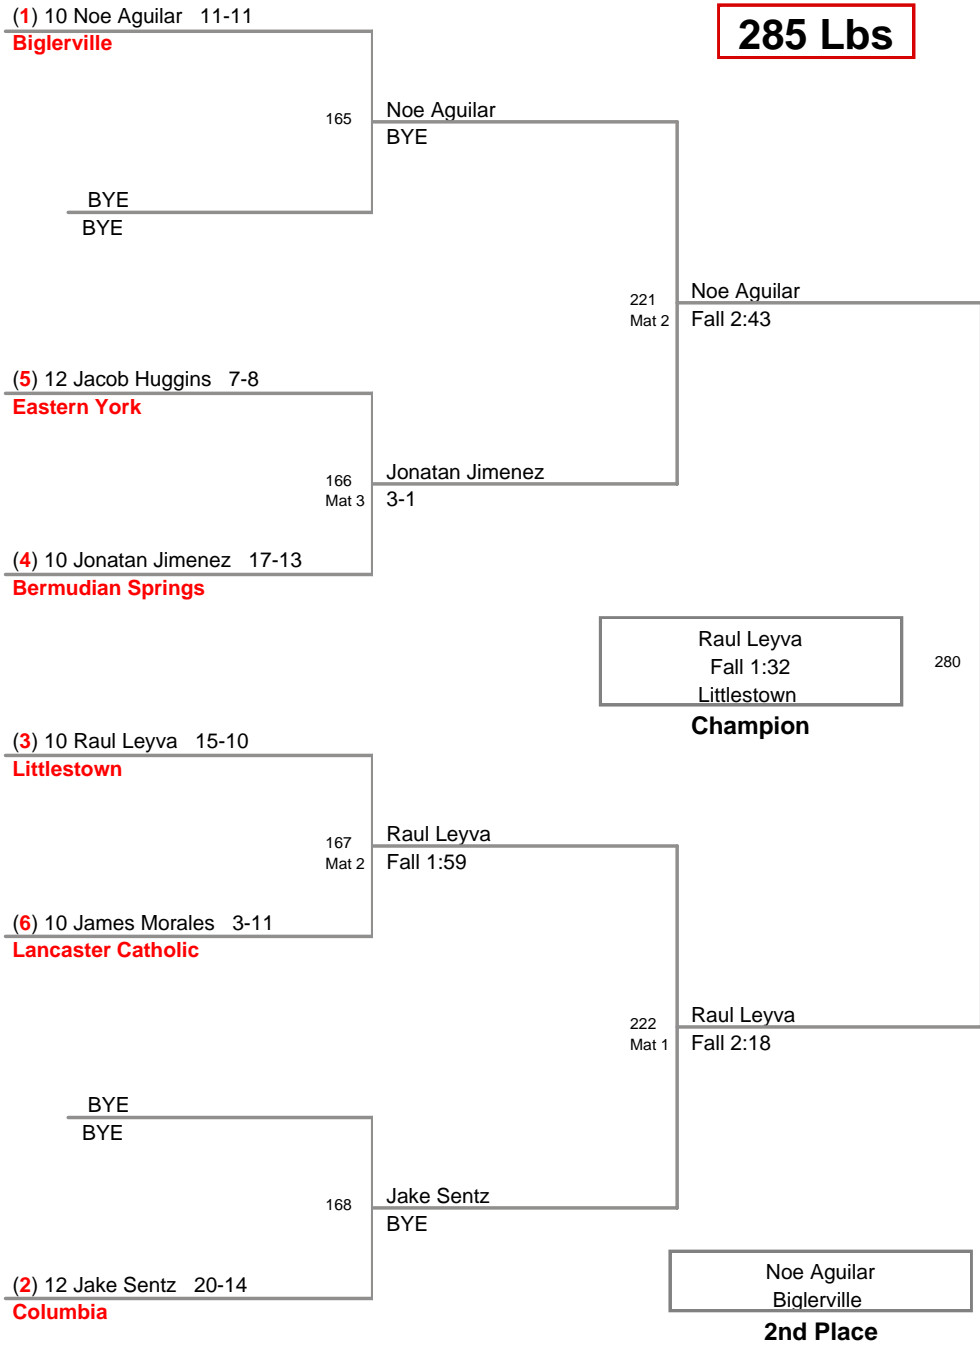 (1) 10 Noe Aguilar 11-11
Biglerville
285 Lbs
165
Noe Aguilar
BYE
BYE
BYE
221
Mat 2
Noe Aguilar
Fall 2:43
(5) 12 Jacob Huggins 7-8
Eastern York
166
Mat 3
Jonatan Jimenez
3-1
(4) 10 Jonatan Jimenez 17-13
Bermudian Springs
Raul Leyva
Fall 1:32
Littlestown
Champion
280
(3) 10 Raul Leyva 15-10
Littlestown
167
Mat 2
Raul Leyva
Fall 1:59
(6) 10 James Morales 3-11
Lancaster Catholic
222
Mat 1
Raul Leyva
Fall 2:18
BYE
BYE
168
Jake Sentz
BYE
(2) 12 Jake Sentz 20-14
Columbia
Noe Aguilar
Biglerville
2nd Place